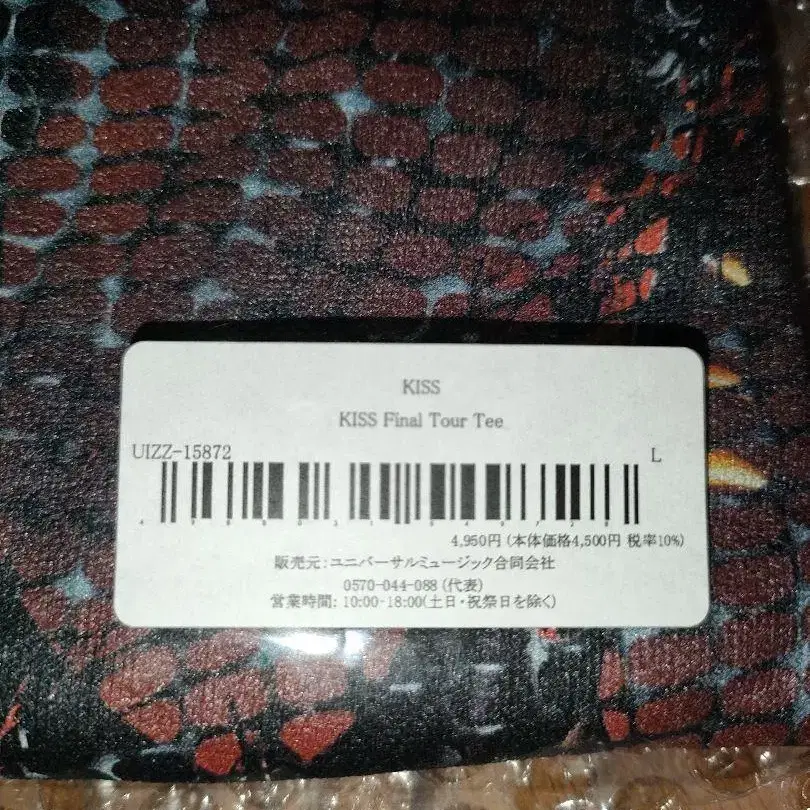 KISS
KISS Final Tour Tee
UIZZ-15872
L
4,950円 (本体価格4,500円 税率10%)
販売元:ユニバーサルミュージック合同会社
0570-044-088 (代表)
営業時間: 10:00-18:00(土日・祝祭日を除く)